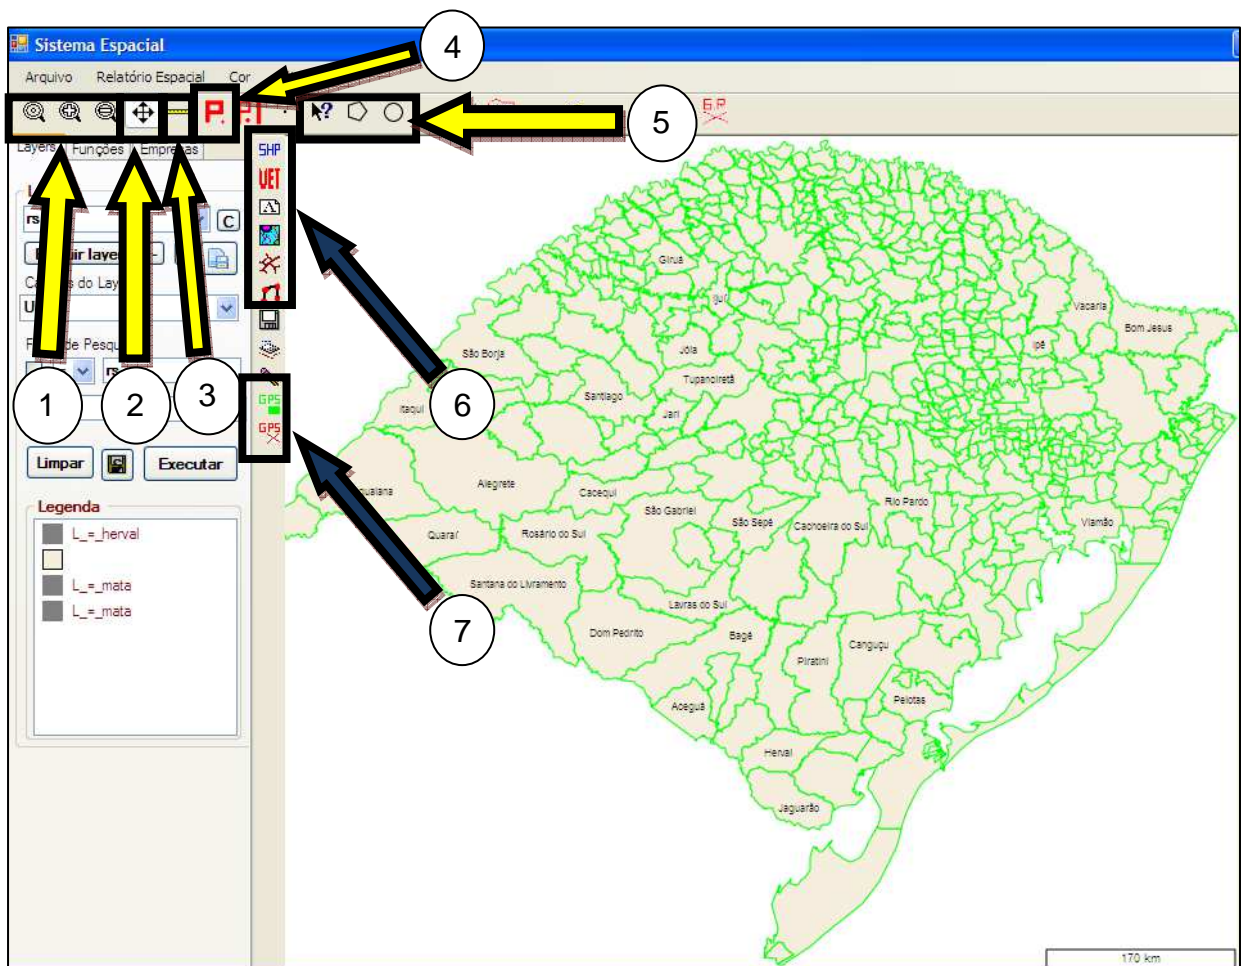 Sistema Espacial
4
Arquivo Relatório Espacial Cor
P.
G.P
5
Layers Funções Empresas
SHP
VET
A
C
1
2
3
6
GPS
GPS
Limpar
Executar
7
Legenda
L_=_herval
L_=_mata
L_=_mata
Giruá
Vacaria
Bom Jesus
Ipê
São Borja
Jóia
Tupanciretã
Santiago
Itaqui
Jari
Alegrete
Cacequi
Rio Pardo
São Gabriel
São Sepé
Cachoeira do Sul
Viamão
Quaraí
Rosário do Sul
Santana do Livramento
Lavras do Sul
Dom Pedrito
Bagé
Canguçu
Piratini
Pelotas
Aceguá
Herval
Jaguarão
170 km